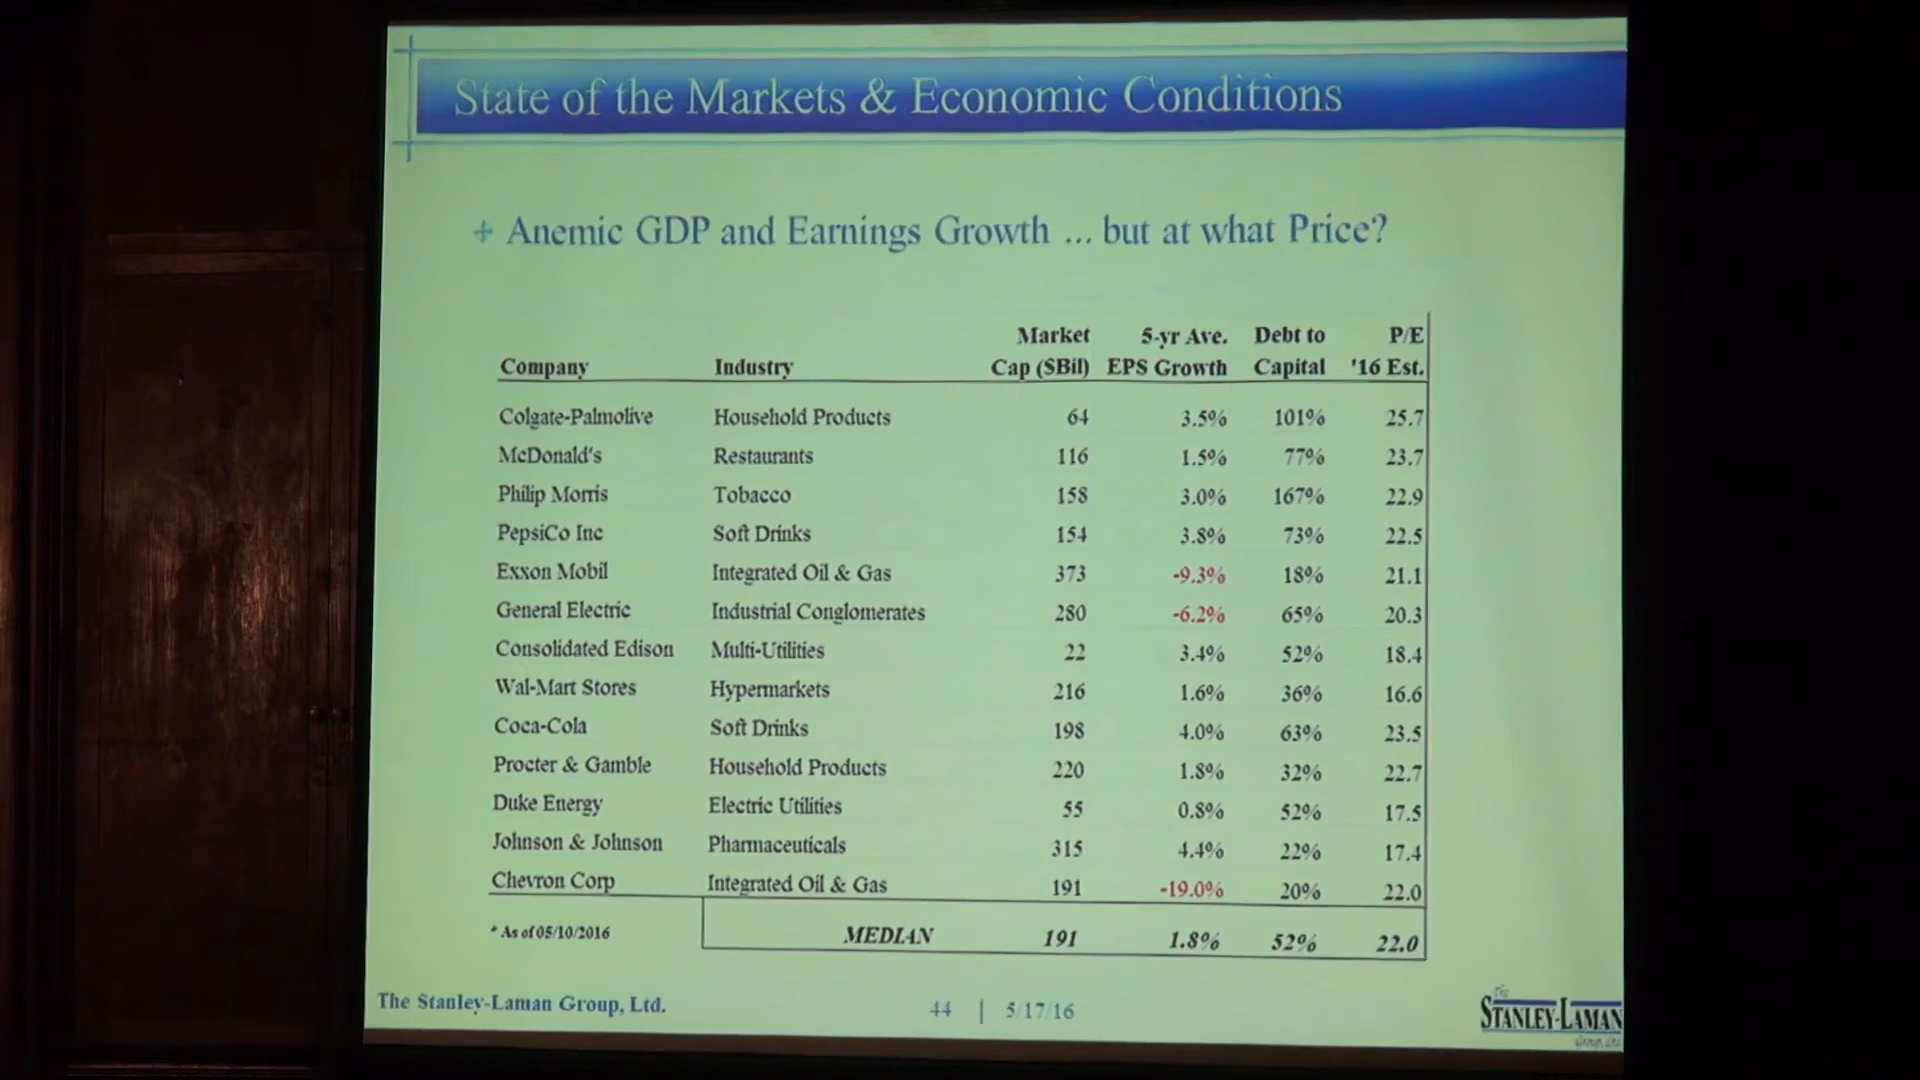 State of the Markets & Economic Conditions
Anemic GDP and Earnings Growth ... but at what Price?
Market 5-yr Ave. Debt to P/E
Company Industry Cap ($Bil) EPS Growth Capital '16 Est.
Colgate-Palmolive Household Products 64 3.5% 101% 25.7
McDonald's Restaurants 116 1.5% 77% 23.7
Philip Morris Tobacco 158 3.0% 167% 22.9
PepsiCo Inc Soft Drinks 154 3.8% 73% 22.5
Exxon Mobil Integrated Oil & Gas 373 -9.3% 18% 21.1
General Electric Industrial Conglomerates 280 -6.2% 65% 20.3
Consolidated Edison Multi-Utilities 22 3.4% 52% 18.4
Wal-Mart Stores Hypermarkets 216 1.6% 36% 16.6
Coca-Cola Soft Drinks 198 4.0% 63% 23.5
Procter & Gamble Household Products 220 1.8% 32% 22.7
Duke Energy Electric Utilities 55 0.8% 52% 17.5
Johnson & Johnson Pharmaceuticals 315 4.4% 22% 17.4
Chevron Corp Integrated Oil & Gas 191 -19.0% 20% 22.0
* As of 05/10/2016 MEDIAN 191 1.8% 52% 22.0
The Stanley-Laman Group, Ltd. 44 | 5/17/16
The
STANLEY-LAMAN
Group, Ltd.